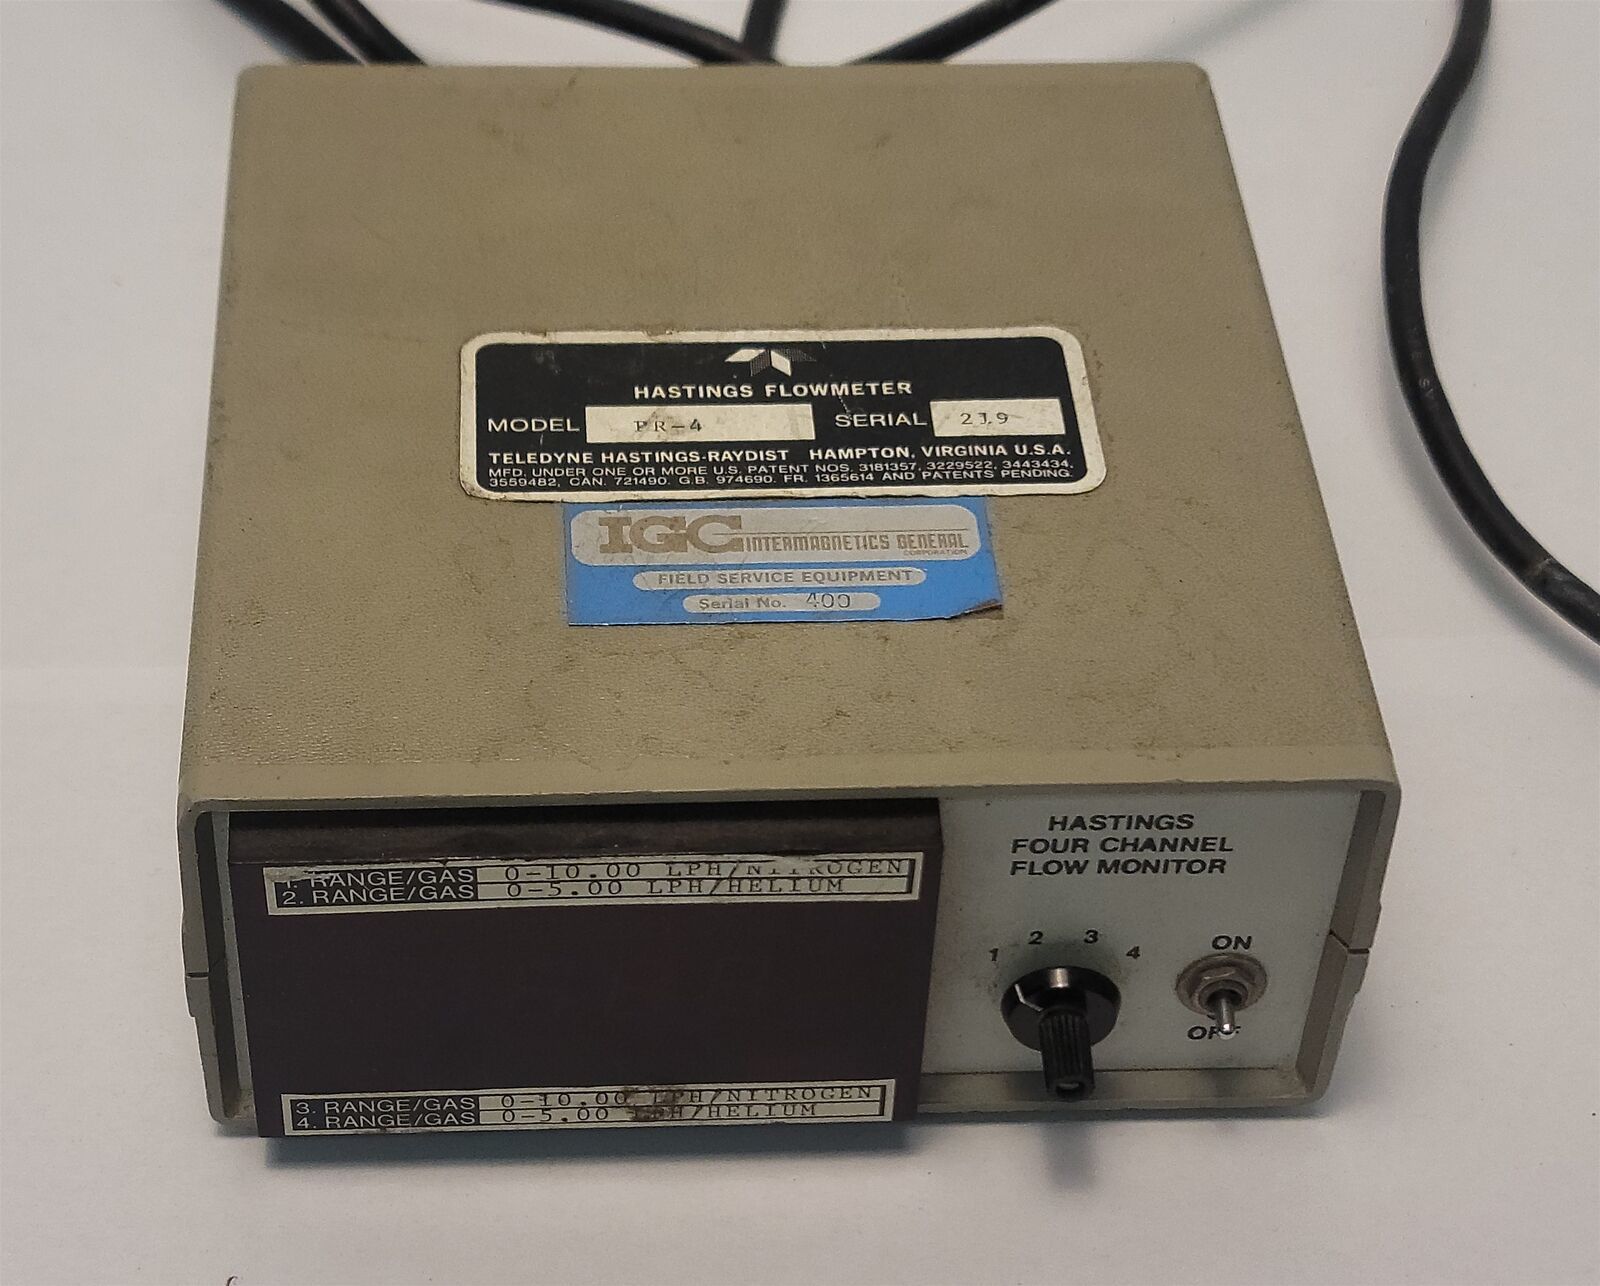 HASTINGS FLOWMETER
MODEL PR-4 SERIAL 219
TELEDYNE HASTINGS-RAYDIST HAMPTON, VIRGINIA U.S.A.
MFD. UNDER ONE OR MORE U.S. PATENT NOS. 3181357, 3229522, 3443434,
3559482, CAN. 721490. G.B. 974690. FR. 1365614 AND PATENTS PENDING.
IGC INTERMAGNETICS GENERAL
CORPORATION
FIELD SERVICE EQUIPMENT
Serial No. 400
1. RANGE/GAS 0-10.00 LPH/NITROGEN
2. RANGE/GAS 0-5.00 LPH/HELIUM
3. RANGE/GAS 0-10.00 LPH/NITROGEN
4. RANGE/GAS 0-5.00 LPH/HELIUM
HASTINGS
FOUR CHANNEL
FLOW MONITOR
1 2 3 4
ON
OFF